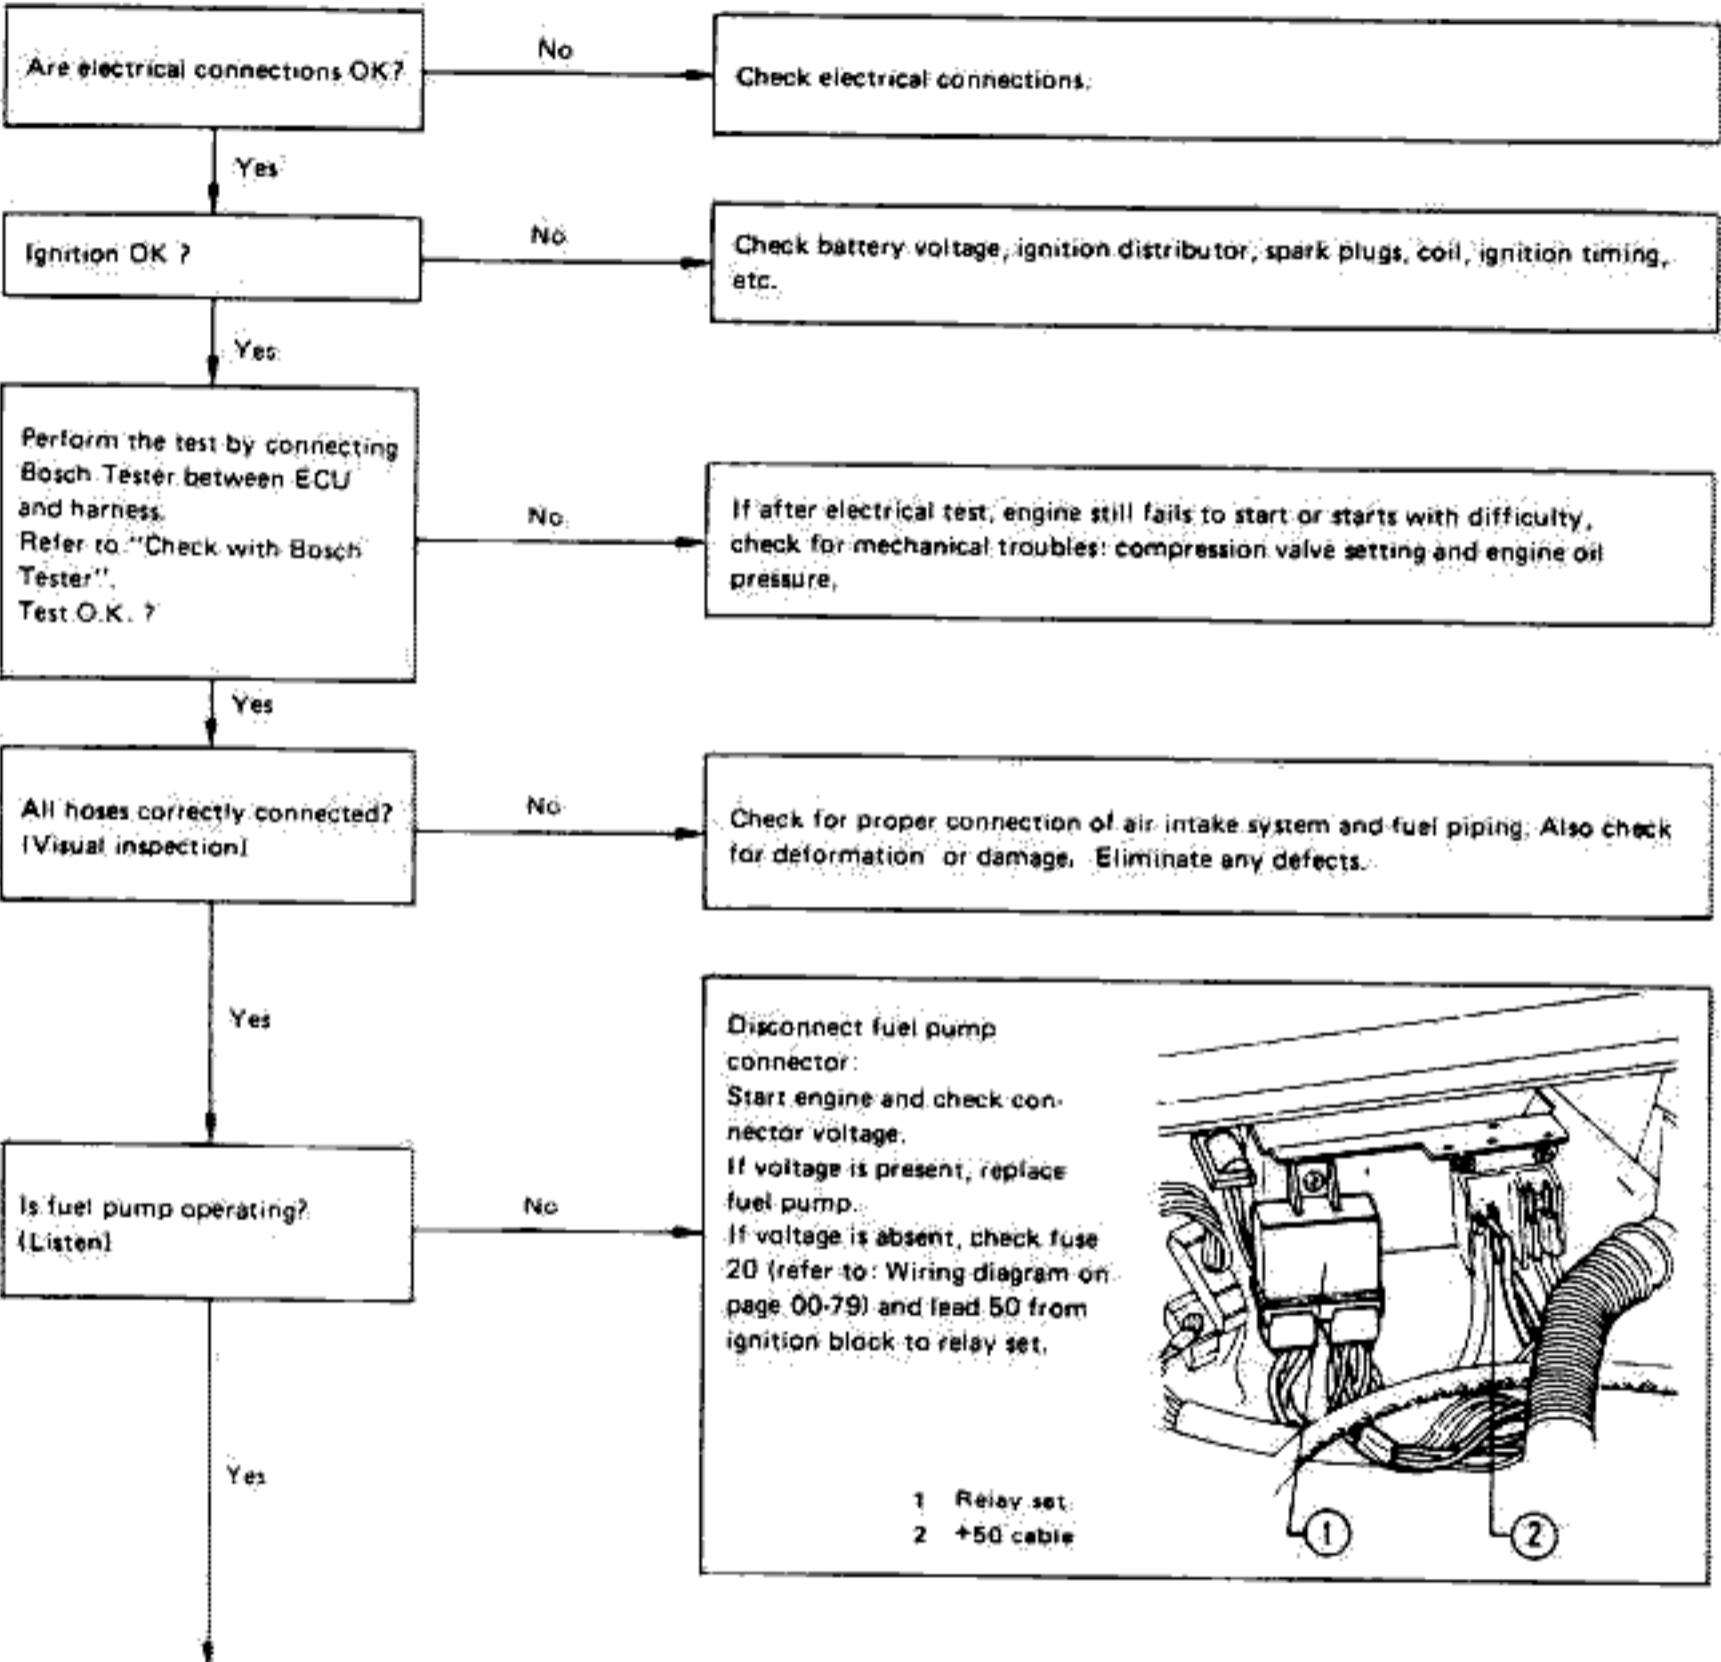 Are electrical connections OK?
No
Check electrical connections.
Yes
Ignition OK ?
No
Check battery voltage, ignition distributor, spark plugs, coil, ignition timing,
etc.
Yes
Perform the test by connecting
Bosch Tester between ECU
and harness.
Refer to "Check with Bosch
Tester".
Test O.K. ?
No
If after electrical test, engine still fails to start or starts with difficulty,
check for mechanical troubles: compression valve setting and engine oil
pressure.
Yes
All hoses correctly connected?
(Visual inspection)
No
Check for proper connection of air intake system and fuel piping. Also check
for deformation or damage. Eliminate any defects.
Yes
Is fuel pump operating?
(Listen)
No
Disconnect fuel pump
connector:
Start engine and check con-
nector voltage.
If voltage is present, replace
fuel pump.
If voltage is absent, check fuse
20 (refer to: Wiring diagram on
page 00-79) and lead 50 from
ignition block to relay set.
1 Relay set
2 +50 cable
1
2
Yes